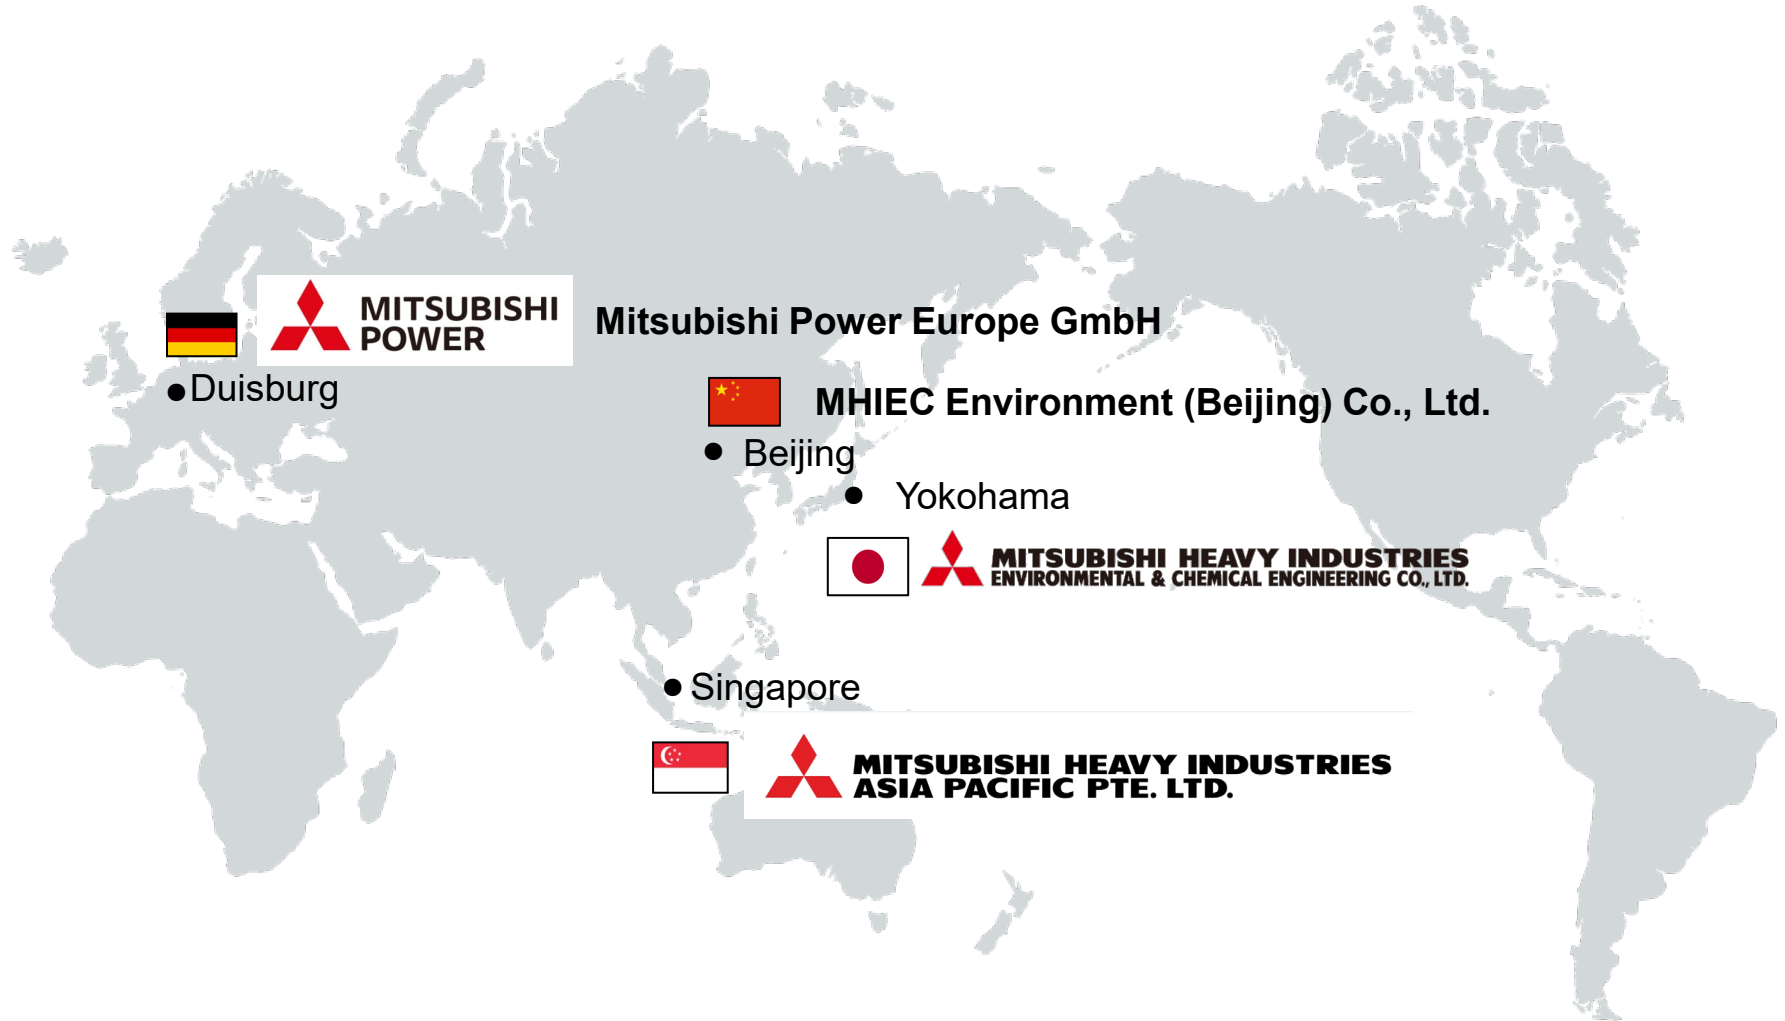 MITSUBISHI
POWER
Mitsubishi Power Europe GmbH
Duisburg
MHIEC Environment (Beijing) Co., Ltd.
Beijing
Yokohama
MITSUBISHI HEAVY INDUSTRIES
ENVIRONMENTAL & CHEMICAL ENGINEERING CO., LTD.
Singapore
MITSUBISHI HEAVY INDUSTRIES
ASIA PACIFIC PTE. LTD.